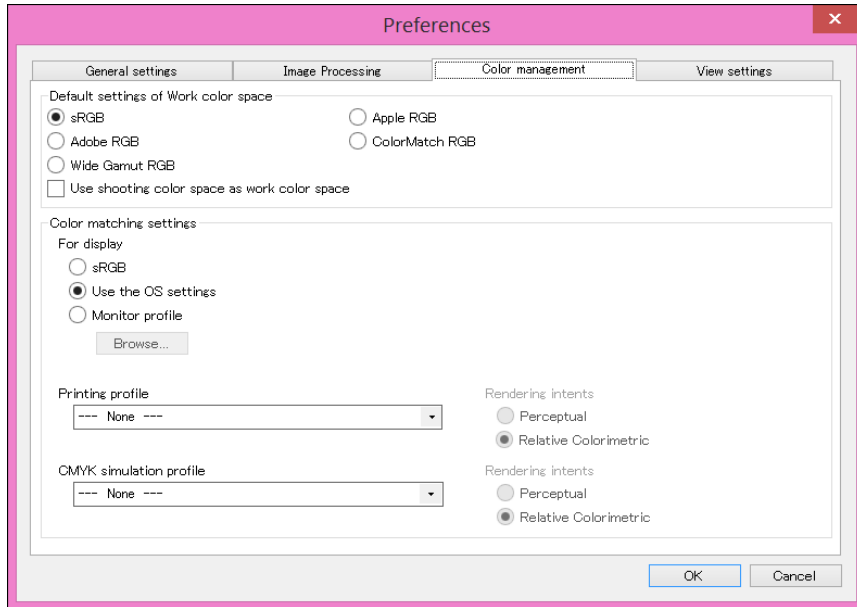 Preferences
x
General settings Image Processing Color management View settings
Default settings of Work color space
sRGB Apple RGB
Adobe RGB ColorMatch RGB
Wide Gamut RGB
Use shooting color space as work color space
Color matching settings
For display
sRGB
Use the OS settings
Monitor profile
Browse...
Printing profile Rendering intents
--- None --- Perceptual
Relative Colorimetric
CMYK simulation profile Rendering intents
--- None --- Perceptual
Relative Colorimetric
OK Cancel